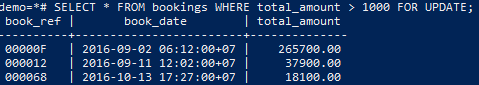 demo=*# SELECT * FROM bookings WHERE total_amount > 1000 FOR UPDATE;
book_ref | book_date | total_amount
----------+------------------------+--------------
00000F | 2016-09-02 06:12:00+07 | 265700.00
000012 | 2016-09-11 12:02:00+07 | 37900.00
000068 | 2016-10-13 17:27:00+07 | 18100.00